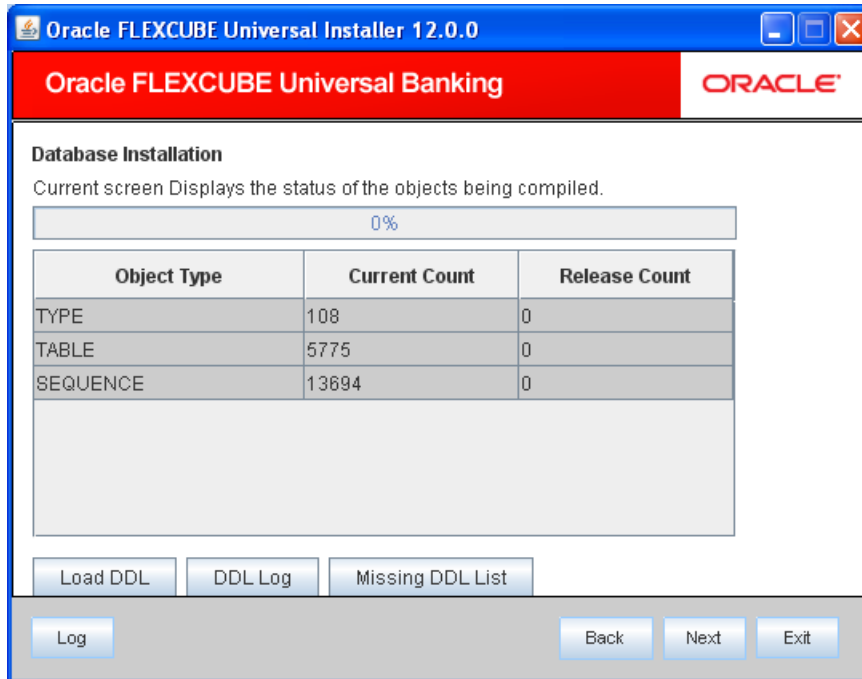 Oracle FLEXCUBE Universal Installer 12.0.0
Oracle FLEXCUBE Universal Banking ORACLE
Database Installation
Current screen Displays the status of the objects being compiled.
0%
Object Type Current Count Release Count
TYPE 108 0
TABLE 5775 0
SEQUENCE 13694 0
Load DDL DDL Log Missing DDL List
Log Back Next Exit